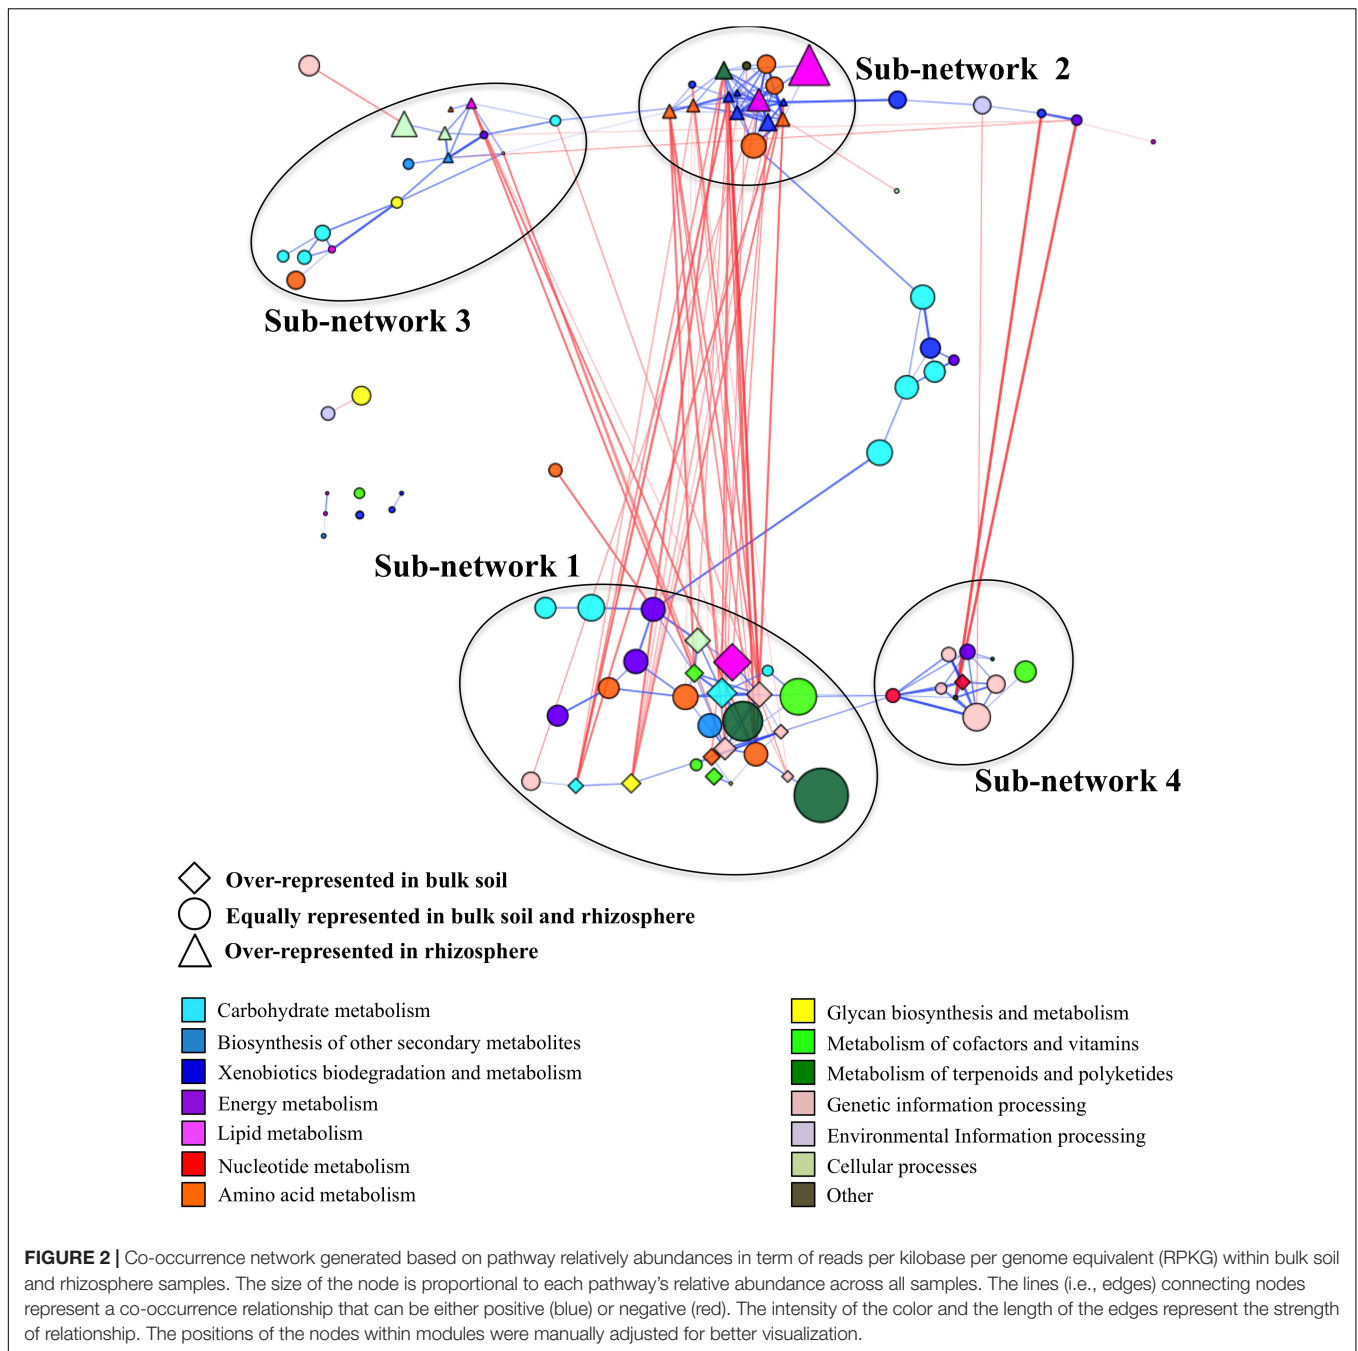 Sub-network 2
Sub-network 3
Sub-network 1
Sub-network 4
Over-represented in bulk soil
Equally represented in bulk soil and rhizosphere
Over-represented in rhizosphere
Carbohydrate metabolism
Biosynthesis of other secondary metabolites
Xenobiotics biodegradation and metabolism
Energy metabolism
Lipid metabolism
Nucleotide metabolism
Amino acid metabolism
Glycan biosynthesis and metabolism
Metabolism of cofactors and vitamins
Metabolism of terpenoids and polyketides
Genetic information processing
Environmental Information processing
Cellular processes
Other
FIGURE 2 | Co-occurrence network generated based on pathway relatively abundances in term of reads per kilobase per genome equivalent (RPKG) within bulk soil
and rhizosphere samples. The size of the node is proportional to each pathway's relative abundance across all samples. The lines (i.e., edges) connecting nodes
represent a co-occurrence relationship that can be either positive (blue) or negative (red). The intensity of the color and the length of the edges represent the strength
of relationship. The positions of the nodes within modules were manually adjusted for better visualization.